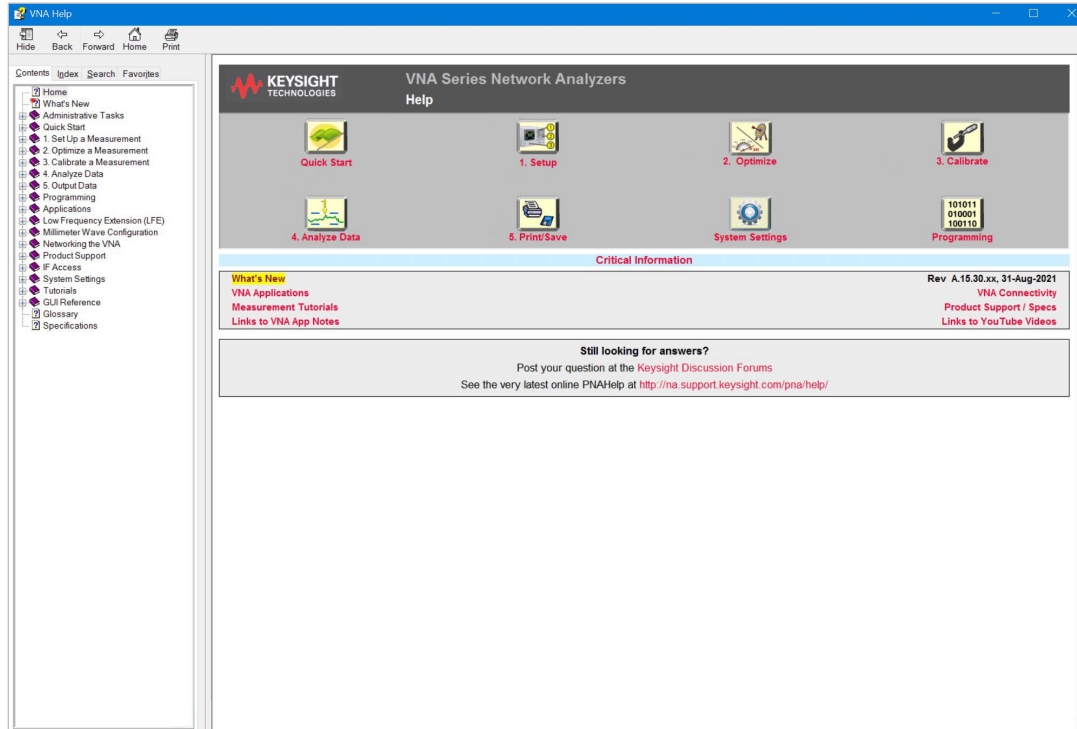 VNA Help
Hide Back Forward Home Print
Contents Index Search Favorites
Home
What's New
Administrative Tasks
Quick Start
1. Set Up a Measurement
2. Optimize a Measurement
3. Calibrate a Measurement
4. Analyze Data
5. Output Data
Programming
Applications
Low Frequency Extension (LFE)
Millimeter Wave Configuration
Networking the VNA
Product Support
IF Access
System Settings
Tutorials
GUI Reference
Glossary
Specifications
KEYSIGHT
TECHNOLOGIES
VNA Series Network Analyzers
Help
Quick Start
1. Setup
2. Optimize
3. Calibrate
4. Analyze Data
5. Print/Save
System Settings
101011
010001
100110
Programming
Critical Information
What's New Rev A.15.30.xx, 31-Aug-2021
VNA Applications VNA Connectivity
Measurement Tutorials Product Support / Specs
Links to VNA App Notes Links to YouTube Videos
Still looking for answers?
Post your question at the Keysight Discussion Forums
See the very latest online PNAHelp at http://na.support.keysight.com/pna/help/